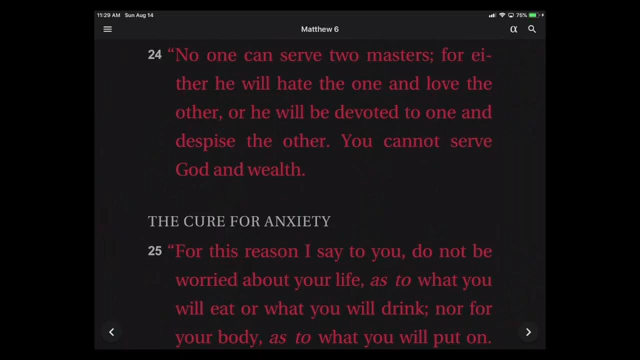 11:29 AM Sun Aug 14 75%
Matthew 6 α
24 “No one can serve two masters; for ei-
ther he will hate the one and love the
other, or he will be devoted to one and
despise the other. You cannot serve
God and wealth.
THE CURE FOR ANXIETY
25 “For this reason I say to you, do not be
worried about your life, as to what you
will eat or what you will drink; nor for
your body, as to what you will put on.